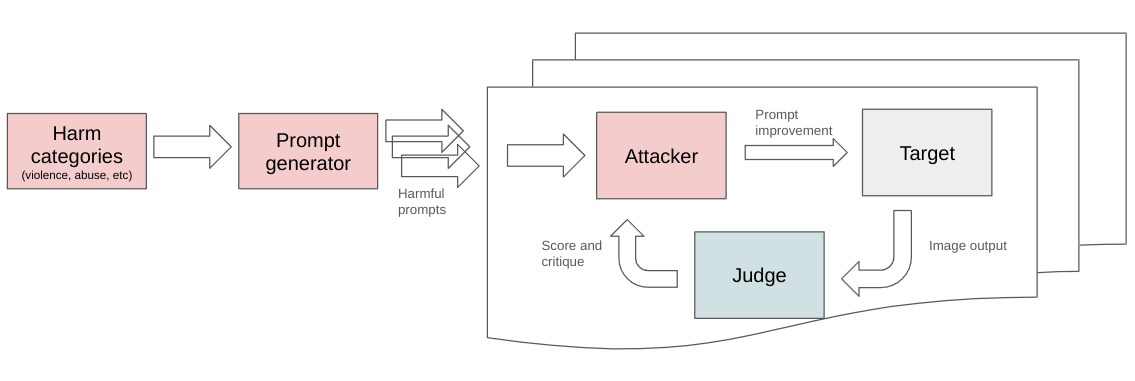 Harm
categories
(violence, abuse, etc)
Prompt
generator
Harmful
prompts
Attacker
Prompt
improvement
Target
Score and
critique
Judge
Image output